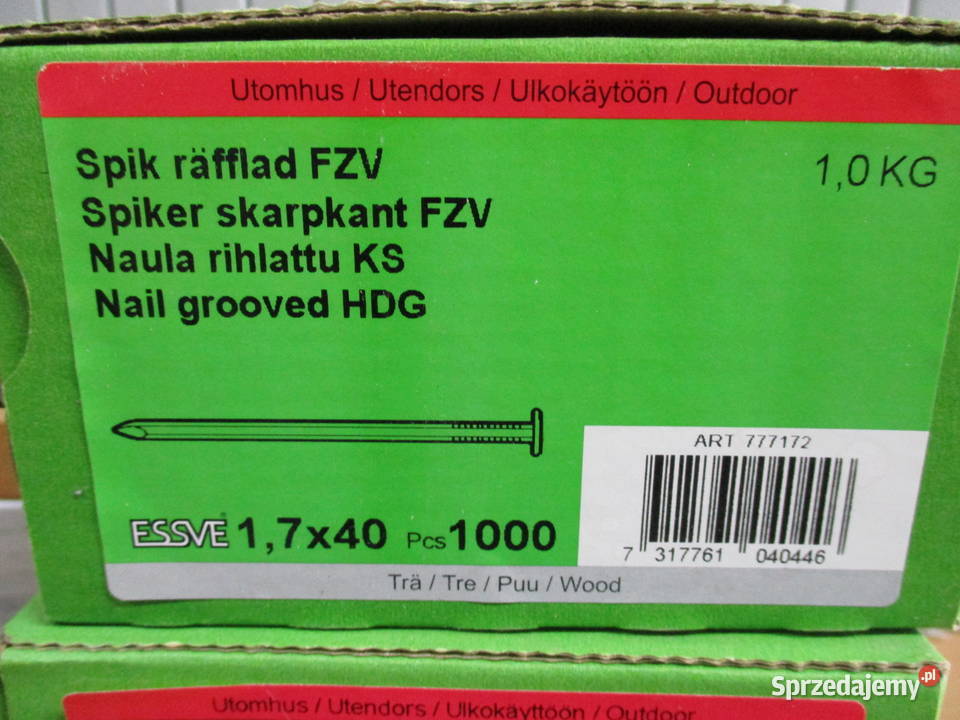 Utomhus / Utendors / Ulkokäytöön / Outdoor
Spik räfflad FZV
1,0 KG
Spiker skarpkant FZV
Naula rihlattu KS
Nail grooved HDG
ART 777172
ESSVE 1,7x40 Pcs 1000
7 317761 040446
Trä / Tre / Puu / Wood
Utomhus / Utendors / Ulkokäyttöön / Outdoor
Sprzedajemy.pl